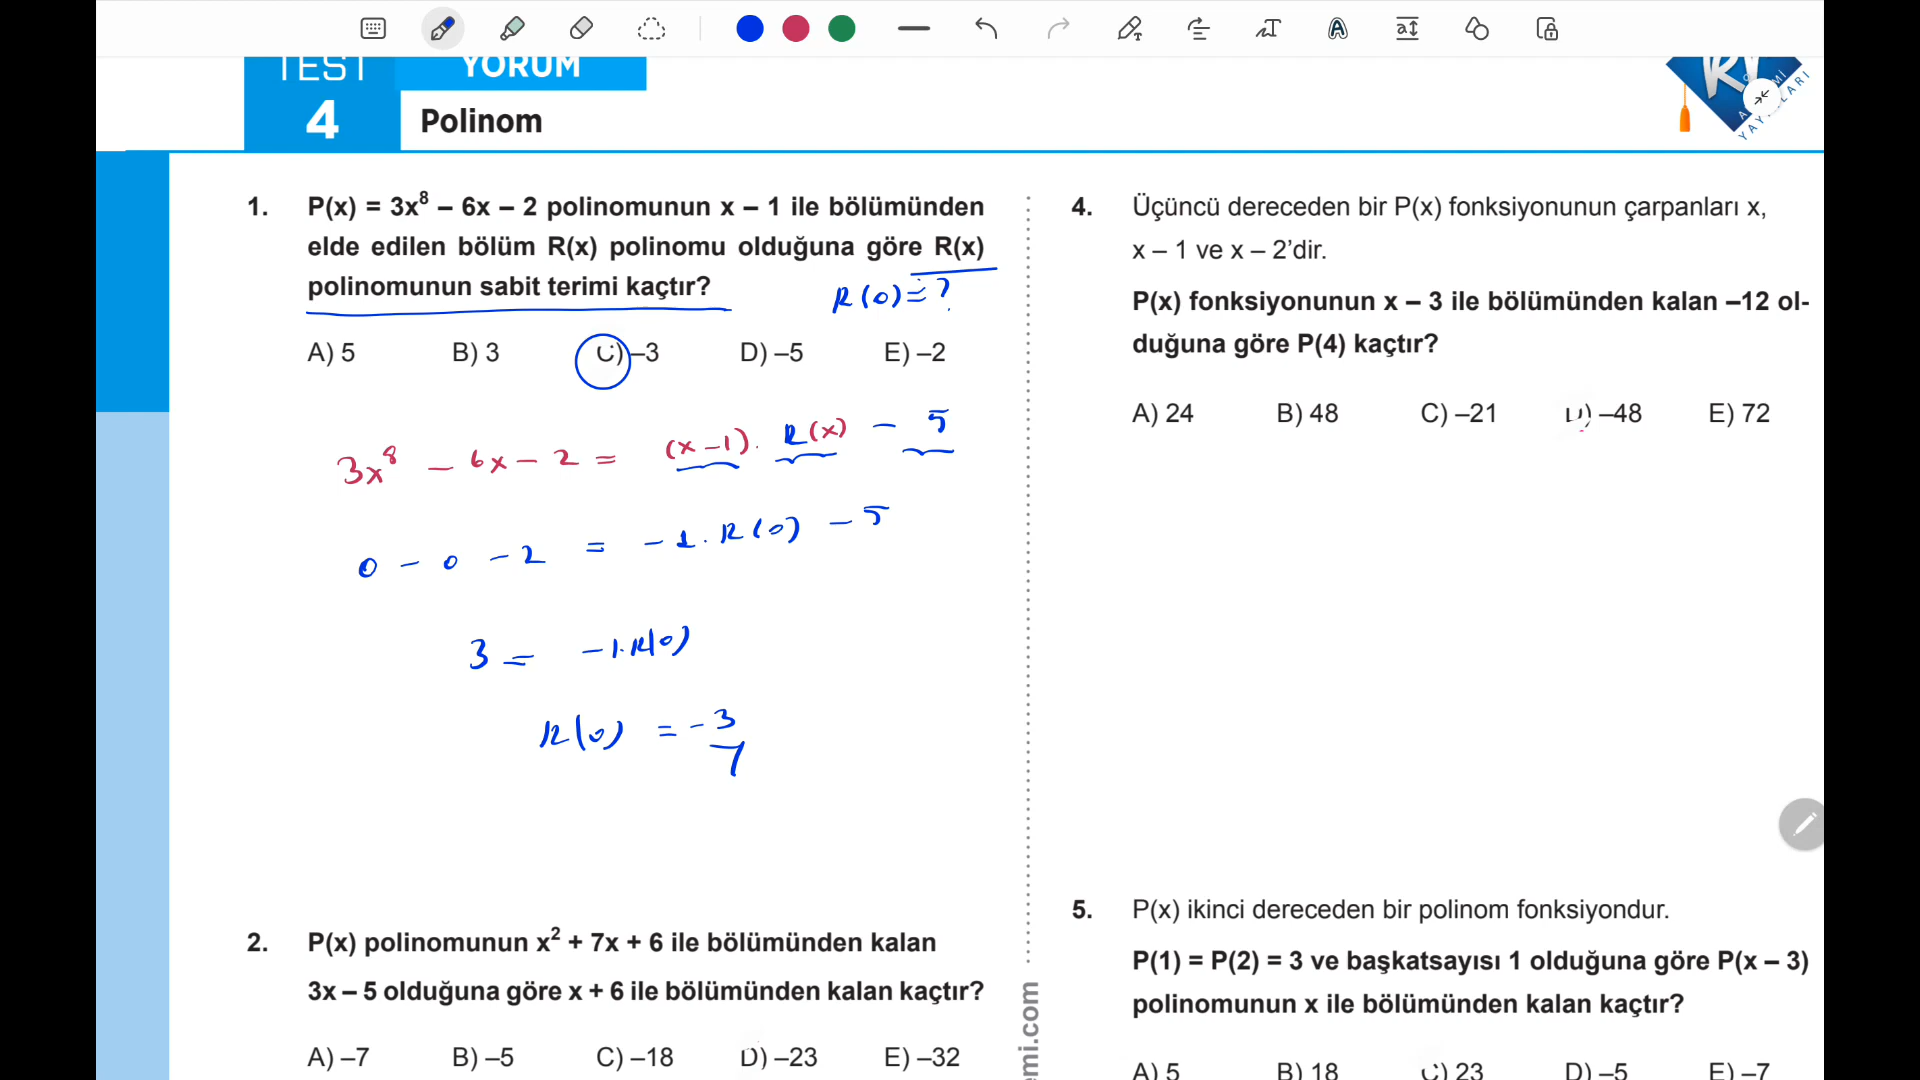 TEST
YORUM
4
Polinom
1. P(x) = 3x⁸ – 6x – 2 polinomunun x – 1 ile bölümünden
elde edilen bölüm R(x) polinomu olduğuna göre R(x)
polinomunun sabit terimi kaçtır?
R(0) = ?
A) 5 B) 3 C) –3 D) –5 E) –2
3x⁸ – 6x – 2 = (x – 1) . R(x) – 5
0 – 0 – 2 = – 1 . R(0) – 5
3 = – 1 . R(0)
R(0) = – 3
2. P(x) polinomunun x² + 7x + 6 ile bölümünden kalan
3x – 5 olduğuna göre x + 6 ile bölümünden kalan kaçtır?
A) –7 B) –5 C) –18 D) –23 E) –32
4. Üçüncü dereceden bir P(x) fonksiyonunun çarpanları x,
x – 1 ve x – 2’dir.
P(x) fonksiyonunun x – 3 ile bölümünden kalan –12 ol-
duğuna göre P(4) kaçtır?
A) 24 B) 48 C) –21 D) –48 E) 72
5. P(x) ikinci dereceden bir polinom fonksiyondur.
P(1) = P(2) = 3 ve başkatsayısı 1 olduğuna göre P(x – 3)
polinomunun x ile bölümünden kalan kaçtır?
A) 5 B) 18 C) 23 D) –5 E) –7
emi.com